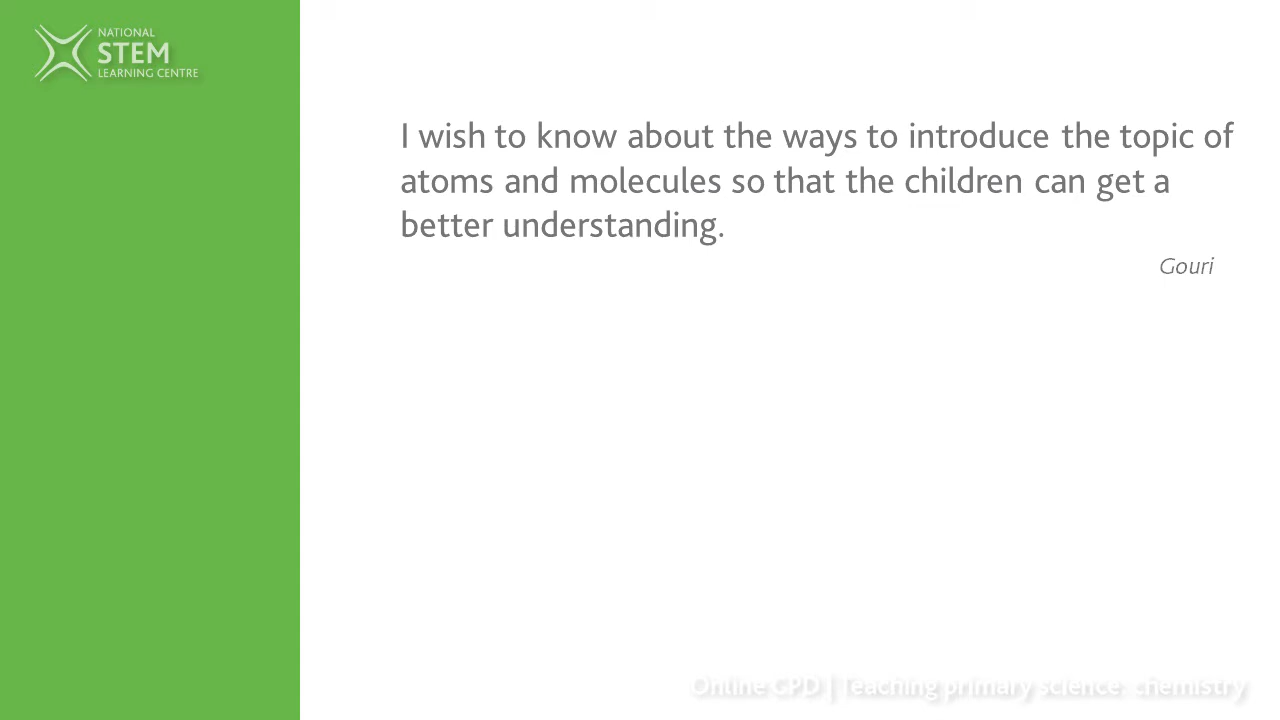 NATIONAL
STEM
LEARNING CENTRE
I wish to know about the ways to introduce the topic of
atoms and molecules so that the children can get a
better understanding.
Gouri
Online CPD | Teaching primary science: chemistry